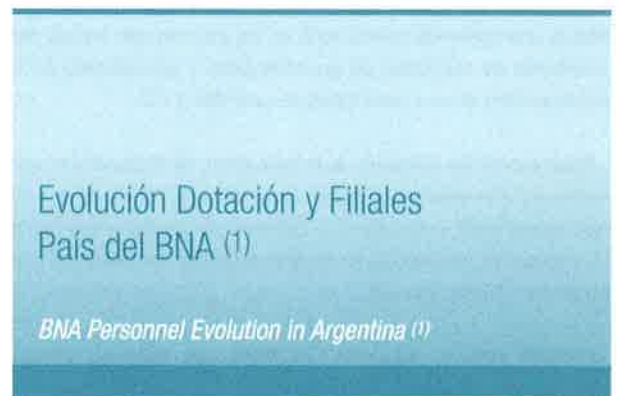 Evolución Dotación y Filiales
País del BNA (1)
BNA Personnel Evolution in Argentina (1)